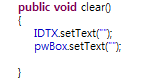 public void clear()
{
IDTX.setText("");
pwBox.setText("");
}